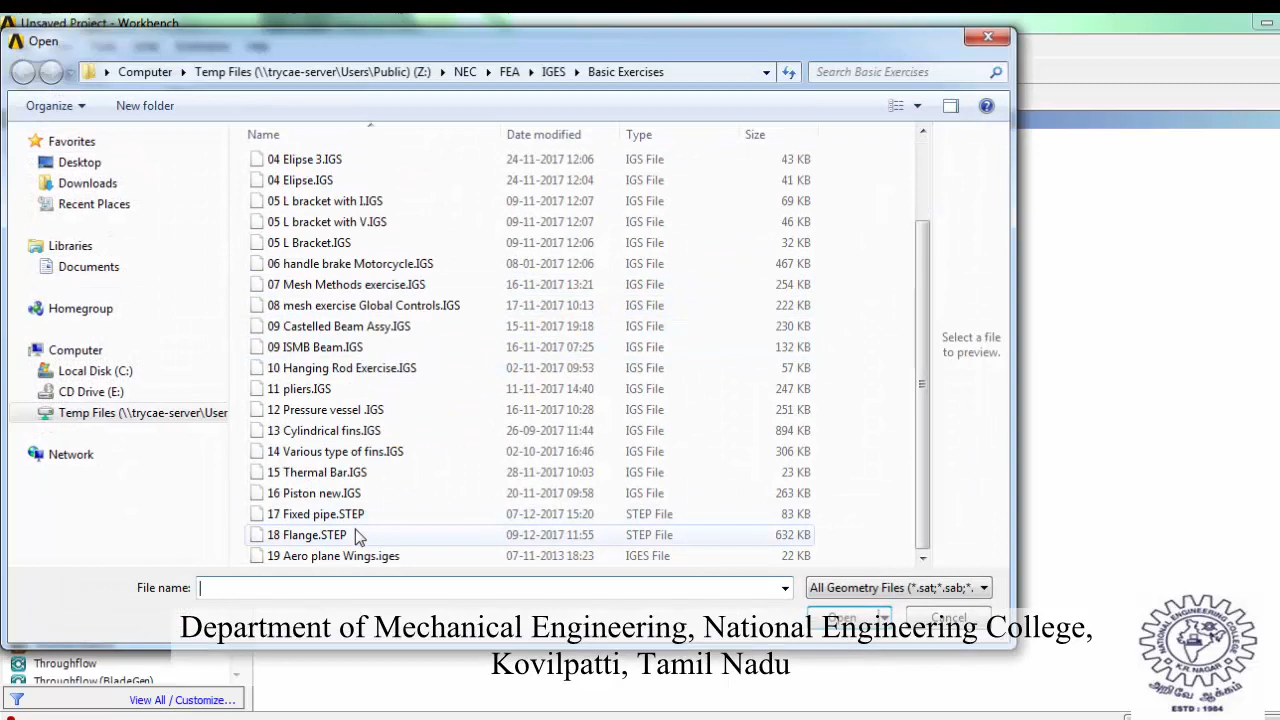 Unsaved Project - Workbench
Open
Computer Temp Files (\\trycae-server\Users\Public) (Z:) NEC FEA IGES Basic Exercises
Search Basic Exercises
Organize New folder
Name Date modified Type Size
Favorites
Desktop
Downloads
Recent Places
Libraries
Documents
Homegroup
Computer
Local Disk (C:)
CD Drive (E:)
Temp Files (\\trycae-server\User
Network
04 Elipse 3.IGS 24-11-2017 12:06 IGS File 43 KB
04 Elipse.IGS 24-11-2017 12:04 IGS File 41 KB
05 L bracket with I.IGS 09-11-2017 12:07 IGS File 69 KB
05 L bracket with V.IGS 09-11-2017 12:07 IGS File 46 KB
05 L Bracket.IGS 09-11-2017 12:06 IGS File 32 KB
06 handle brake Motorcycle.IGS 08-01-2017 12:06 IGS File 467 KB
07 Mesh Methods exercise.IGS 16-11-2017 13:21 IGS File 254 KB
08 mesh exercise Global Controls.IGS 17-11-2017 10:13 IGS File 222 KB
09 Castelled Beam Assy.IGS 15-11-2017 19:18 IGS File 230 KB
09 ISMB Beam.IGS 16-11-2017 07:25 IGS File 132 KB
10 Hanging Rod Exercise.IGS 02-11-2017 09:53 IGS File 57 KB
11 pliers.IGS 11-11-2017 14:40 IGS File 247 KB
12 Pressure vessel .IGS 16-11-2017 10:28 IGS File 251 KB
13 Cylindrical fins.IGS 26-09-2017 11:44 IGS File 894 KB
14 Various type of fins.IGS 02-10-2017 16:46 IGS File 306 KB
15 Thermal Bar.IGS 28-11-2017 10:03 IGS File 23 KB
16 Piston new.IGS 20-11-2017 09:58 IGS File 263 KB
17 Fixed pipe.STEP 07-12-2017 15:20 STEP File 83 KB
18 Flange.STEP 09-12-2017 11:55 STEP File 632 KB
19 Aero plane Wings.iges 07-11-2013 18:23 IGES File 22 KB
Select a file
to preview.
File name: All Geometry Files (*.sat;*.sab;*.
Open Cancel
Department of Mechanical Engineering, National Engineering College,
Kovilpatti, Tamil Nadu
Throughflow
Throughflow (BladeGen)
View All / Customize...
NATIONAL ENGINEERING COLLEGE
K.R. NAGAR
அறிவே ஆக்கம்
ESTD : 1984